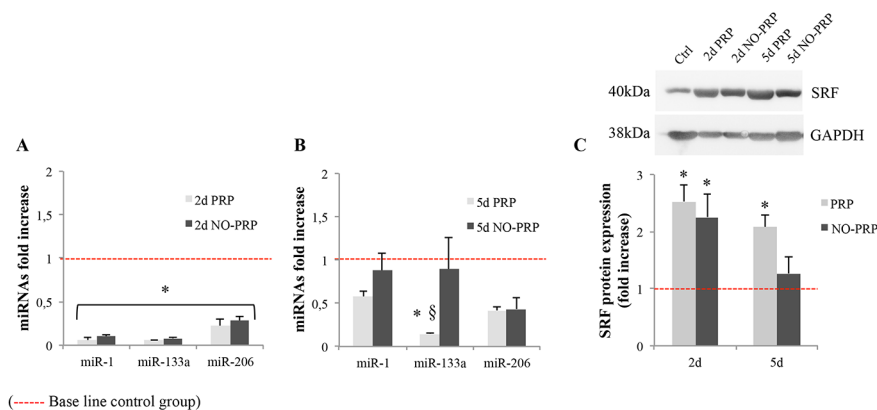 Ctrl
2d PRP
2d NO-PRP
5d PRP
5d NO-PRP
40kDa
SRF
38kDa
GAPDH
A
miRNAs fold increase
2
1,5
1
0,5
0
2d PRP
2d NO-PRP
*
miR-1
miR-133a
miR-206
B
miRNAs fold increase
2
1,5
1
0,5
0
5d PRP
5d NO-PRP
* §
miR-1
miR-133a
miR-206
C
SRF protein expression
(fold increase)
3
2
1
0
*
*
*
PRP
NO-PRP
2d
5d
(------ Base line control group)